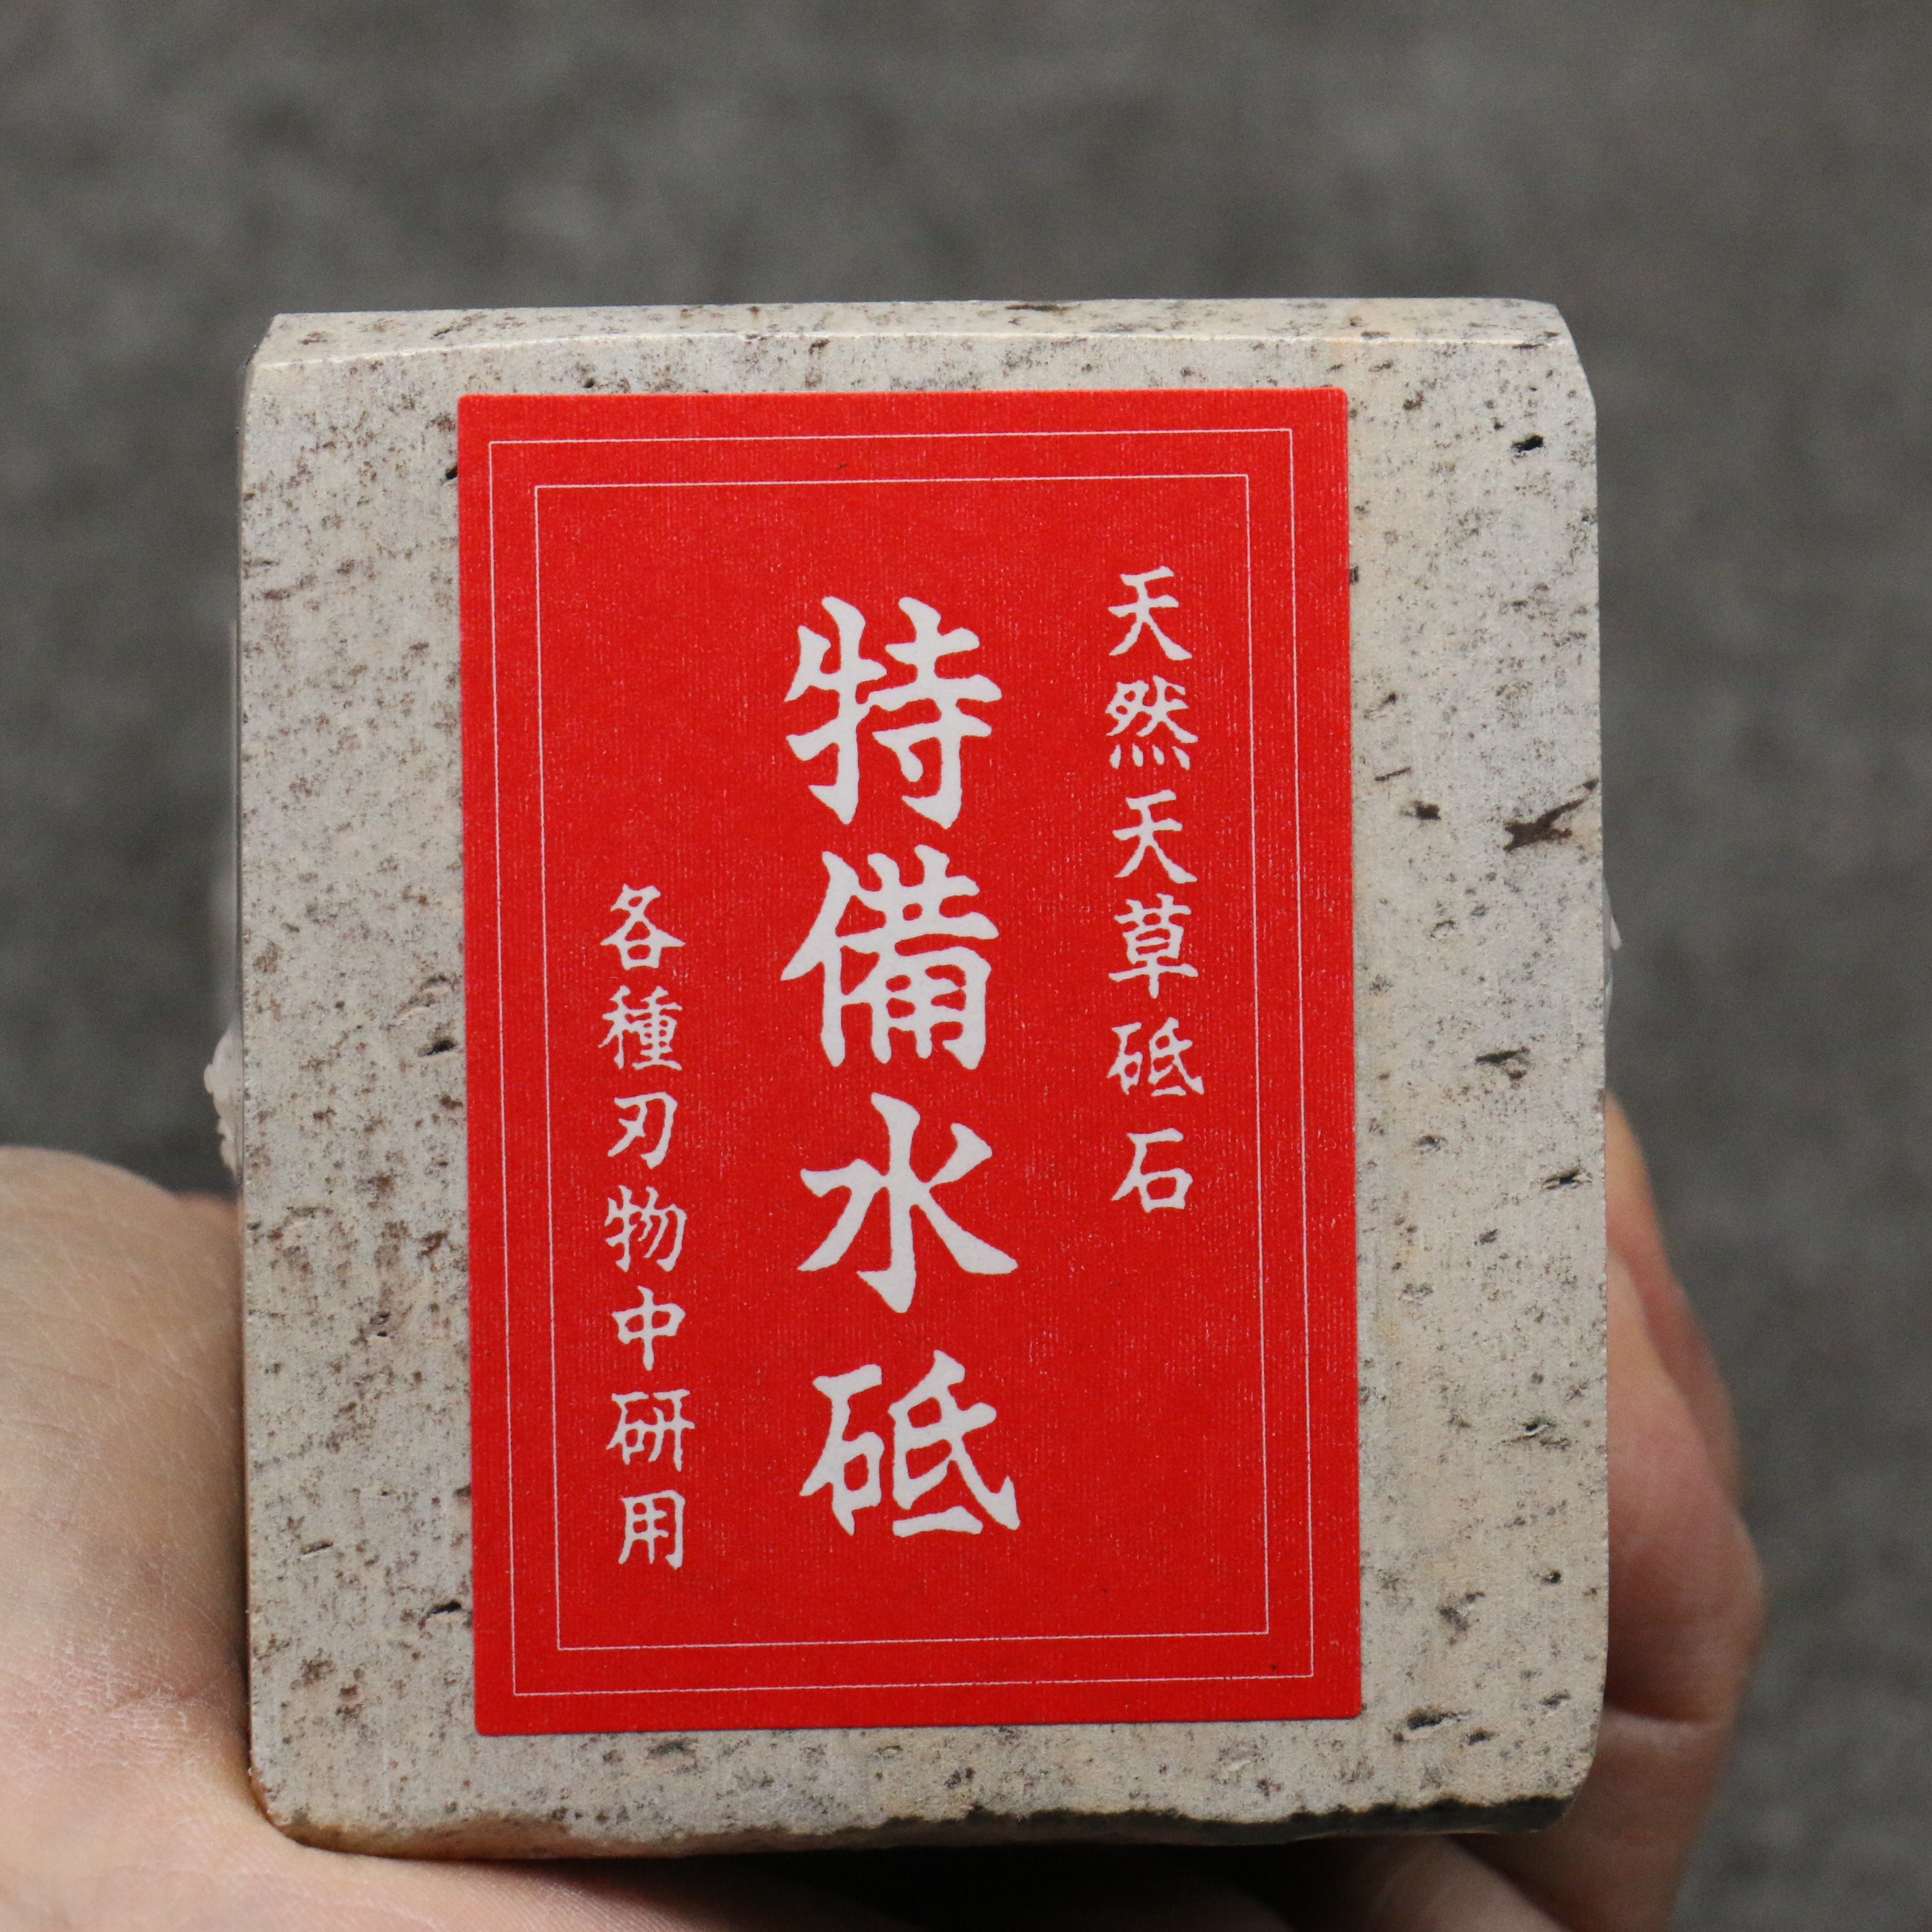 天然天草砥石
特備水砥
各種刃物中研用